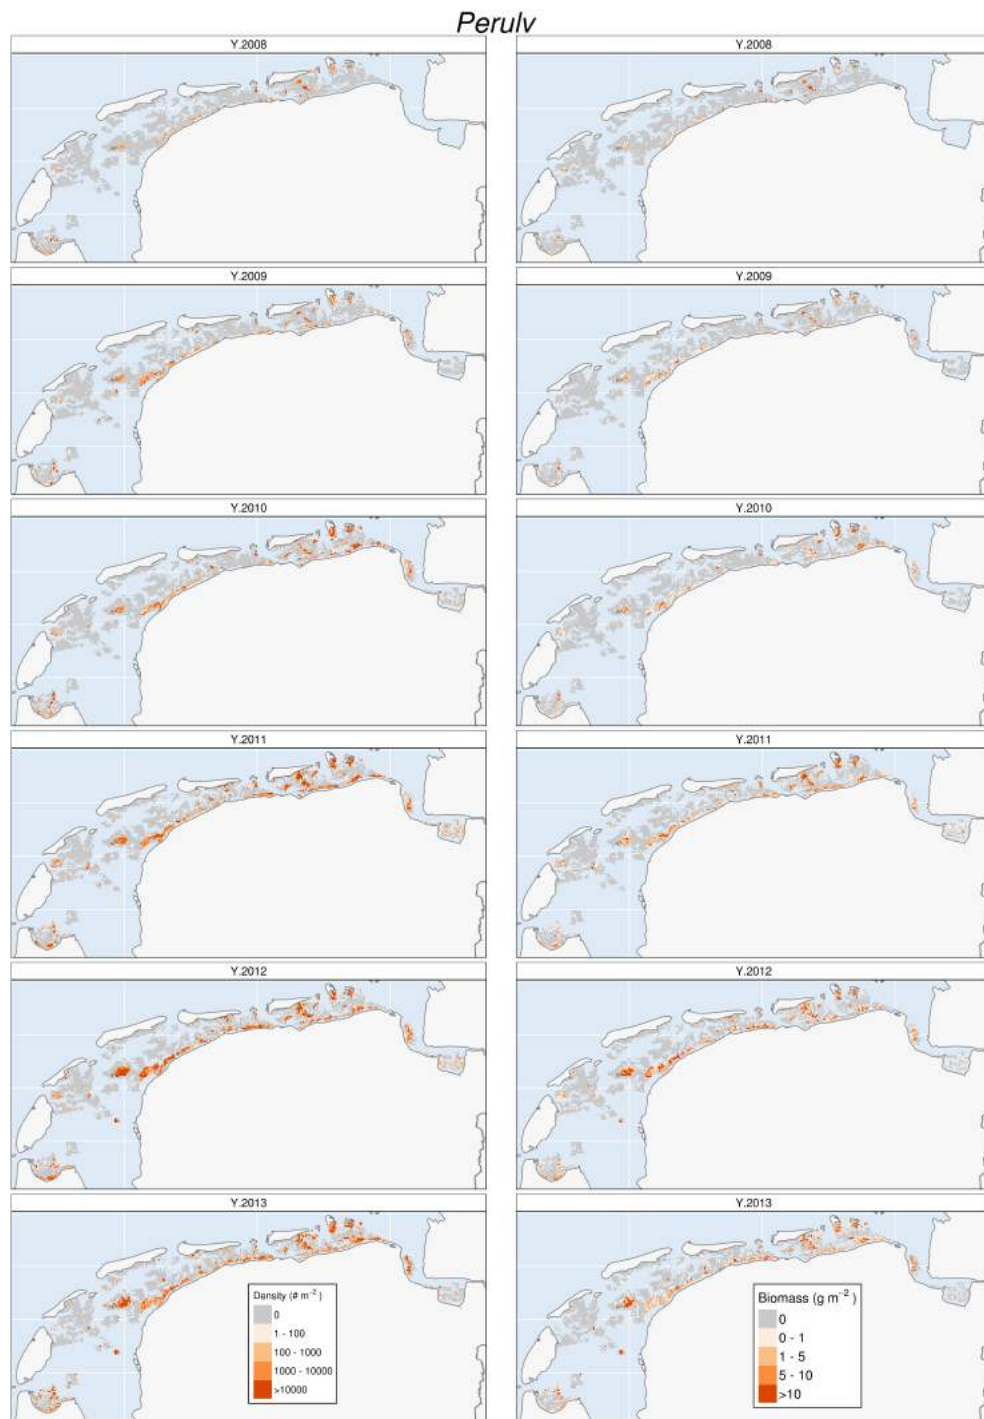 Perulv
Y.2008
Y.2008
Y.2009
Y.2009
Y.2010
Y.2010
Y.2011
Y.2011
Y.2012
Y.2012
Y.2013
Y.2013
Density (# m⁻² )
0
1 - 100
100 - 1000
1000 - 10000
>10000
Biomass (g m⁻² )
0
0 - 1
1 - 5
5 - 10
>10